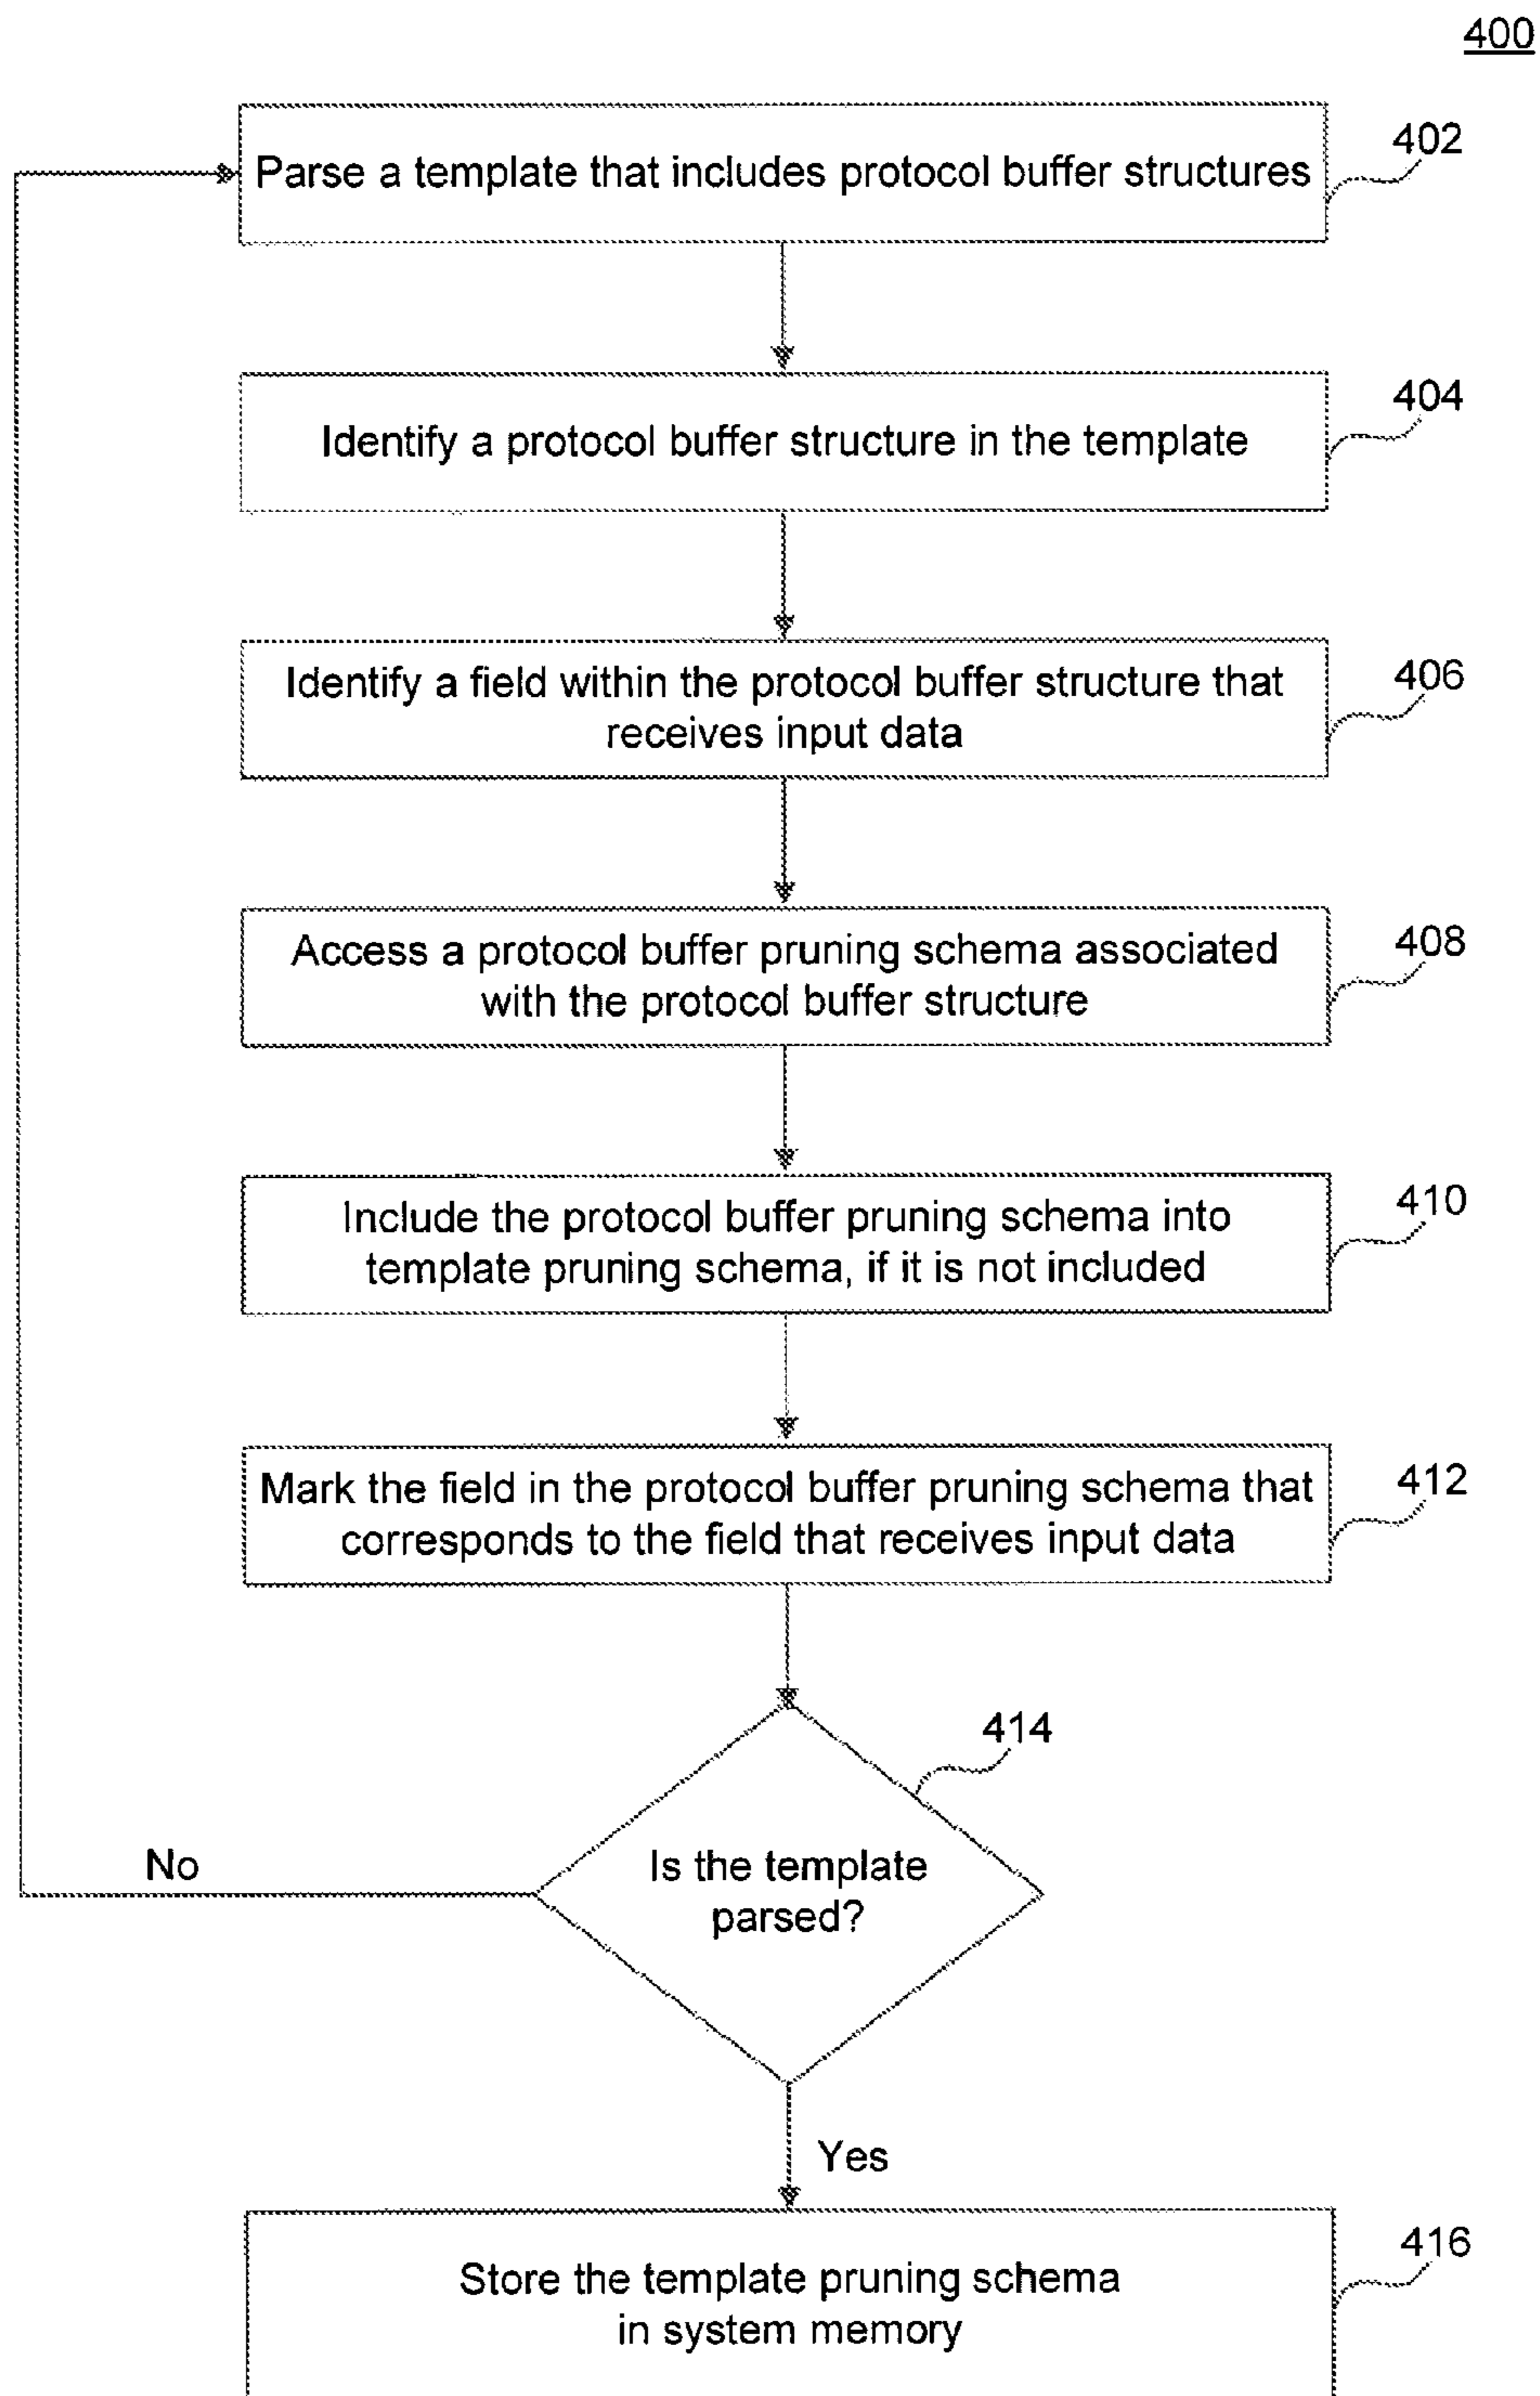 400
Parse a template that includes protocol buffer structures
402
Identify a protocol buffer structure in the template
404
Identify a field within the protocol buffer structure that
receives input data
406
Access a protocol buffer pruning schema associated
with the protocol buffer structure
408
Include the protocol buffer pruning schema into
template pruning schema, if it is not included
410
Mark the field in the protocol buffer pruning schema that
corresponds to the field that receives input data
412
414
Is the template
parsed?
No
Yes
Store the template pruning schema
in system memory
416